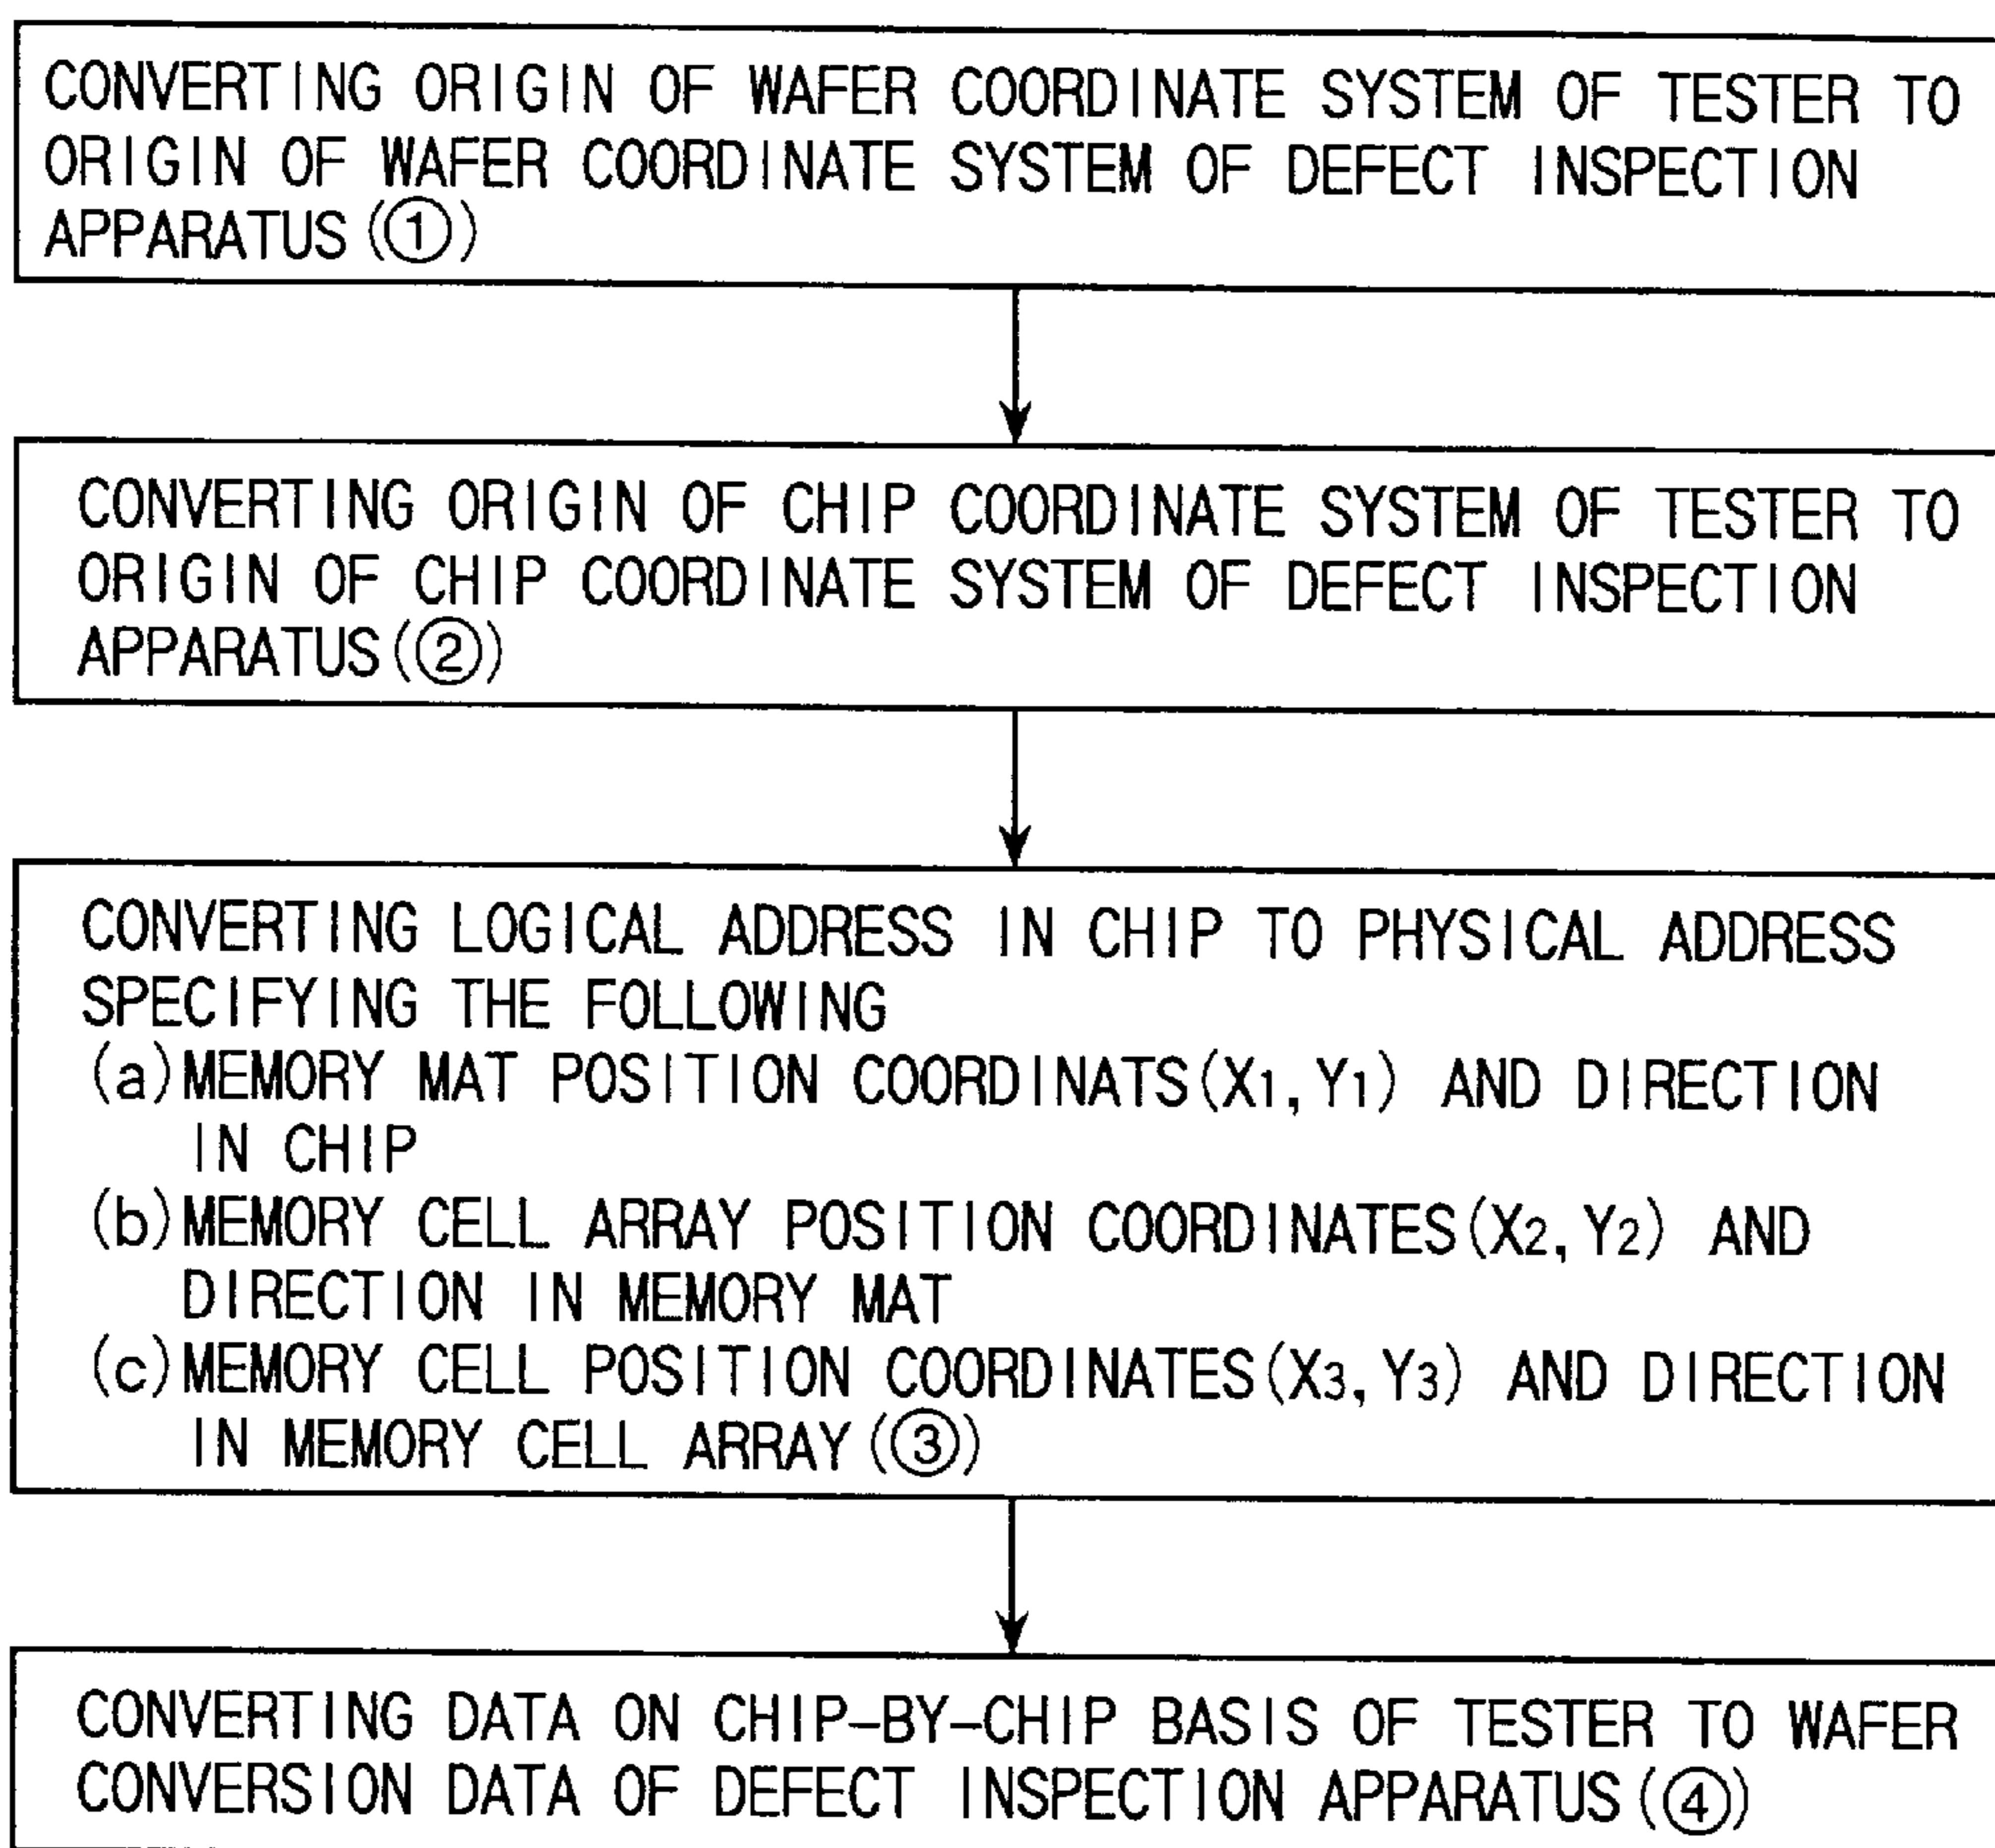 CONVERTING ORIGIN OF WAFER COORDINATE SYSTEM OF TESTER TO
ORIGIN OF WAFER COORDINATE SYSTEM OF DEFECT INSPECTION
APPARATUS(①)
CONVERTING ORIGIN OF CHIP COORDINATE SYSTEM OF TESTER TO
ORIGIN OF CHIP COORDINATE SYSTEM OF DEFECT INSPECTION
APPARATUS(②)
CONVERTING LOGICAL ADDRESS IN CHIP TO PHYSICAL ADDRESS
SPECIFYING THE FOLLOWING
(a)MEMORY MAT POSITION COORDINATS(X1, Y1) AND DIRECTION
IN CHIP
(b)MEMORY CELL ARRAY POSITION COORDINATES(X2, Y2) AND
DIRECTION IN MEMORY MAT
(c)MEMORY CELL POSITION COORDINATES(X3, Y3) AND DIRECTION
IN MEMORY CELL ARRAY(③)
CONVERTING DATA ON CHIP-BY-CHIP BASIS OF TESTER TO WAFER
CONVERSION DATA OF DEFECT INSPECTION APPARATUS(④)